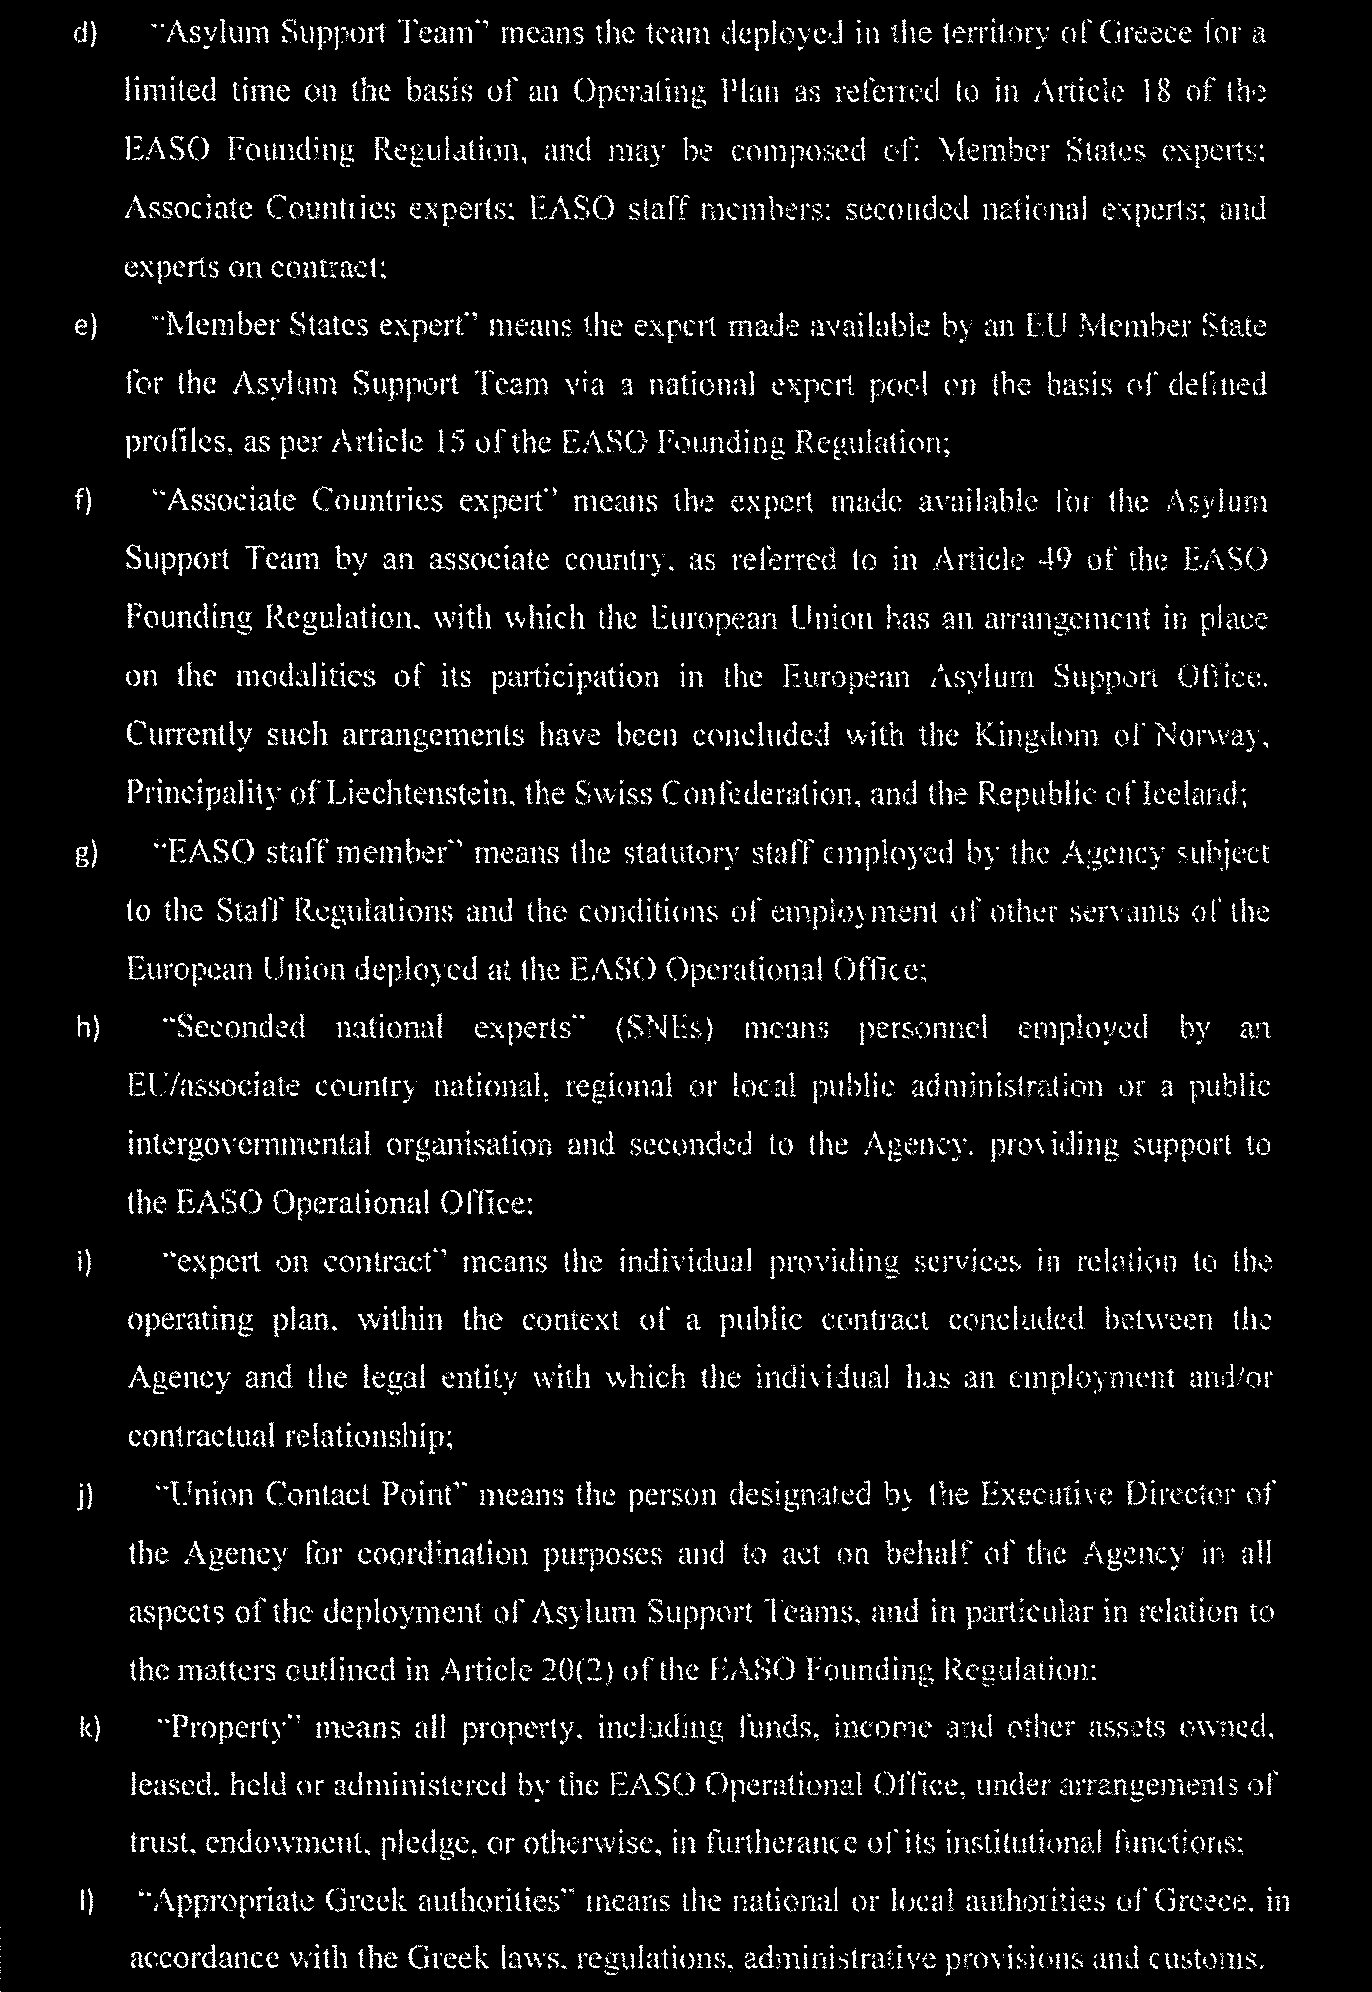 d) “Asylum Support Team” means the team deployed in the territory of Greece for a
limited time on the basis of an Operating Plan as referred to in Article 18 of the
EASO Founding Regulation, and may be composed of: Member States experts;
Associate Countries experts; EASO staff members; seconded national experts; and
experts on contract;
e) “Member States expert” means the expert made available by an EU Member State
for the Asylum Support Team via a national expert pool on the basis of defined
profiles, as per Article 15 of the EASO Founding Regulation;
f) “Associate Countries expert” means the expert made available for the Asylum
Support Team by an associate country, as referred to in Article 49 of the EASO
Founding Regulation, with which the European Union has an arrangement in place
on the modalities of its participation in the European Asylum Support Office.
Currently such arrangements have been concluded with the Kingdom of Norway,
Principality of Liechtenstein, the Swiss Confederation, and the Republic of Iceland;
g) “EASO staff member” means the statutory staff employed by the Agency subject
to the Staff Regulations and the conditions of employment of other servants of the
European Union deployed at the EASO Operational Office;
h) “Seconded national experts” (SNEs) means personnel employed by an
EU/associate country national, regional or local public administration or a public
intergovernmental organisation and seconded to the Agency, providing support to
the EASO Operational Office;
i) “expert on contract” means the individual providing services in relation to the
operating plan, within the context of a public contract concluded between the
Agency and the legal entity with which the individual has an employment and/or
contractual relationship;
j) “Union Contact Point” means the person designated by the Executive Director of
the Agency for coordination purposes and to act on behalf of the Agency in all
aspects of the deployment of Asylum Support Teams, and in particular in relation to
the matters outlined in Article 20(2) of the EASO Founding Regulation;
k) “Property” means all property, including funds, income and other assets owned,
leased, held or administered by the EASO Operational Office, under arrangements of
trust, endowment, pledge, or otherwise, in furtherance of its institutional functions;
l) “Appropriate Greek authorities” means the national or local authorities of Greece, in
accordance with the Greek laws, regulations, administrative provisions and customs.